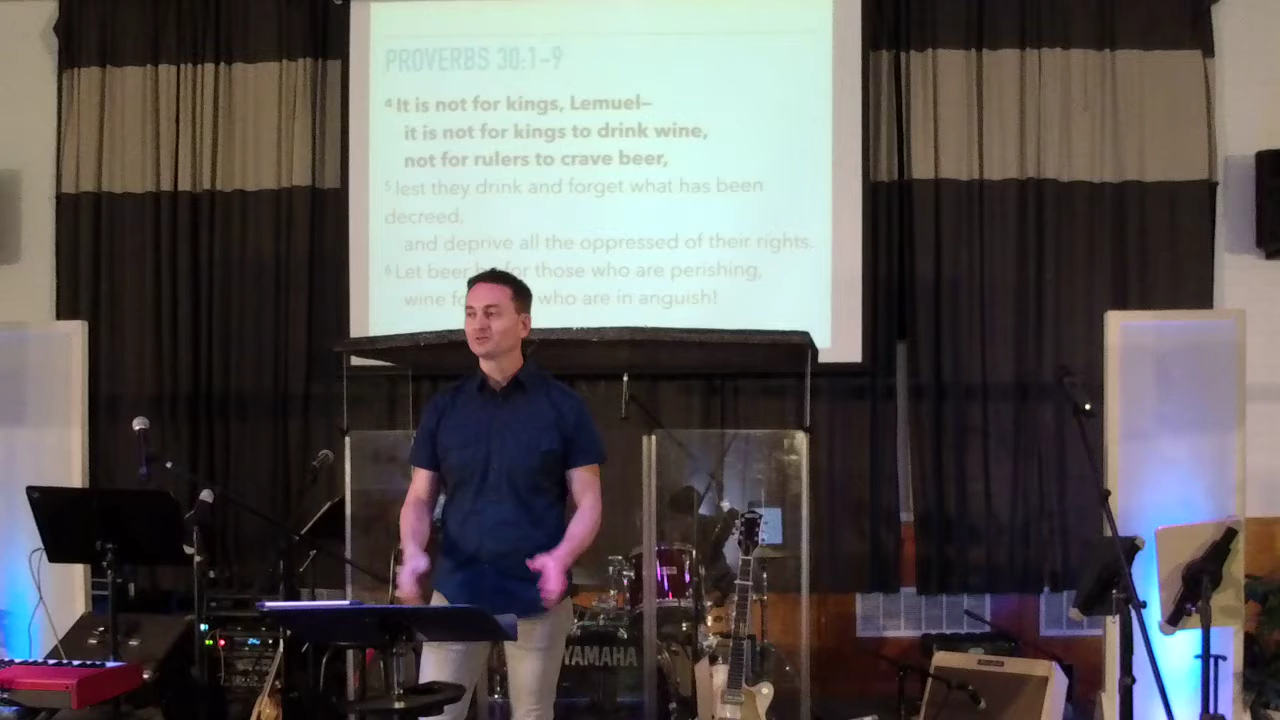 PROVERBS 30:1-9
4 It is not for kings, Lemuel—
it is not for kings to drink wine,
not for rulers to crave beer,
5 lest they drink and forget what has been
decreed,
and deprive all the oppressed of their rights.
6 Let beer be for those who are perishing,
wine who are in anguish!
YAMAHA